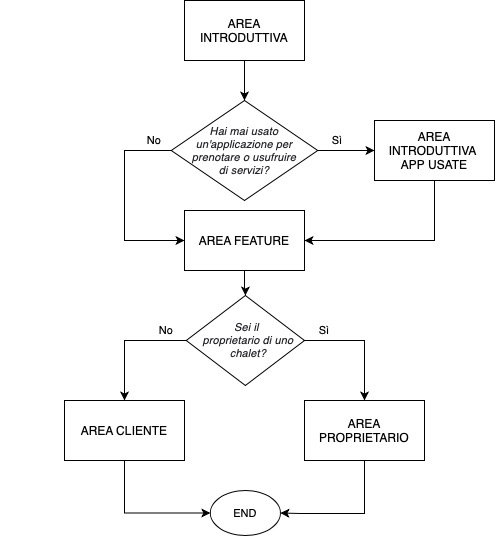 AREA
INTRODUTTIVA
Hai mai usato
un'applicazione per
prenotare o usufruire
di servizi?
No
Sì
AREA
INTRODUTTIVA
APP USATE
AREA FEATURE
Sei il
proprietario di uno
chalet?
No
Sì
AREA CLIENTE
AREA
PROPRIETARIO
END